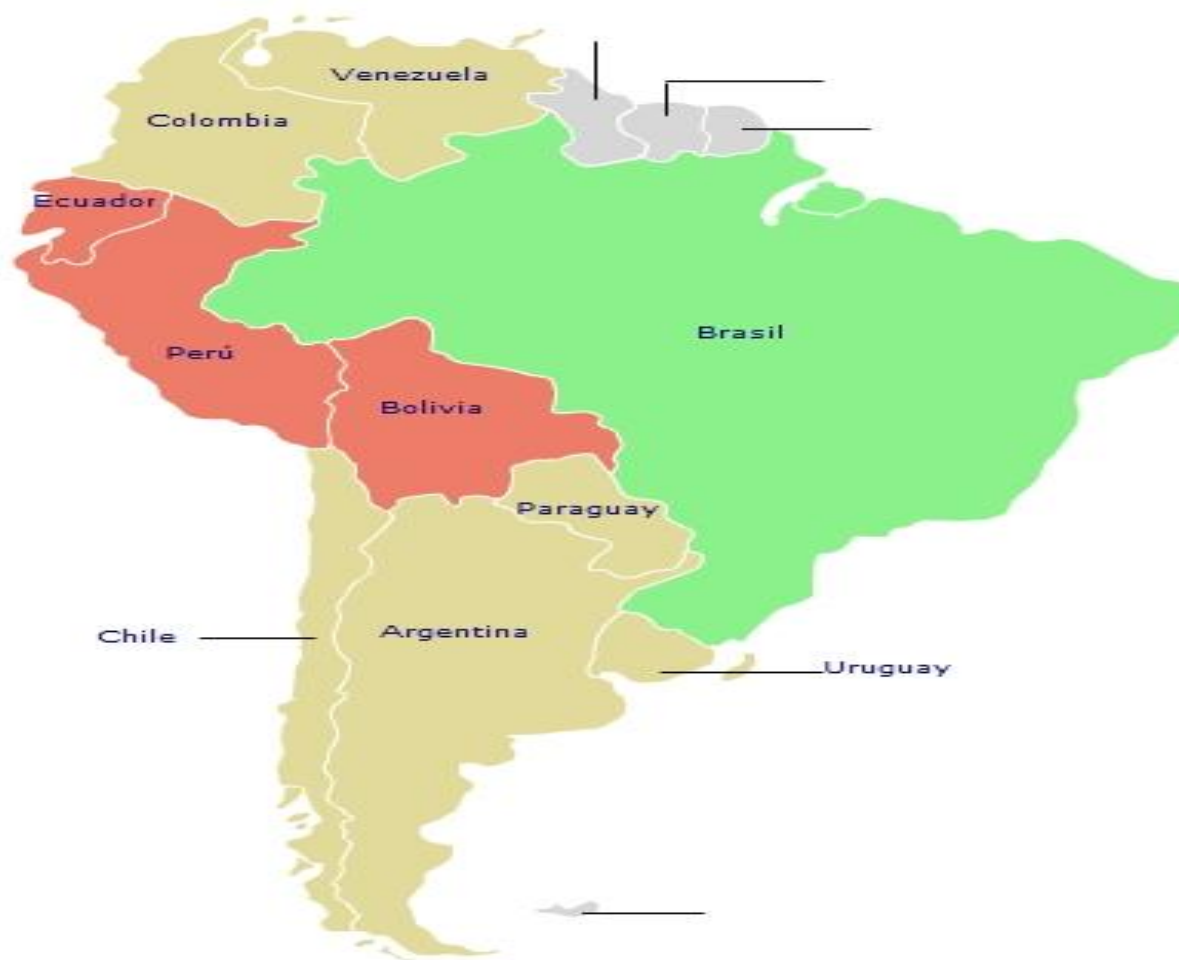 Venezuela
Colombia
Ecuador
Brasil
Perú
Bolivia
Paraguay
Chile
Argentina
Uruguay